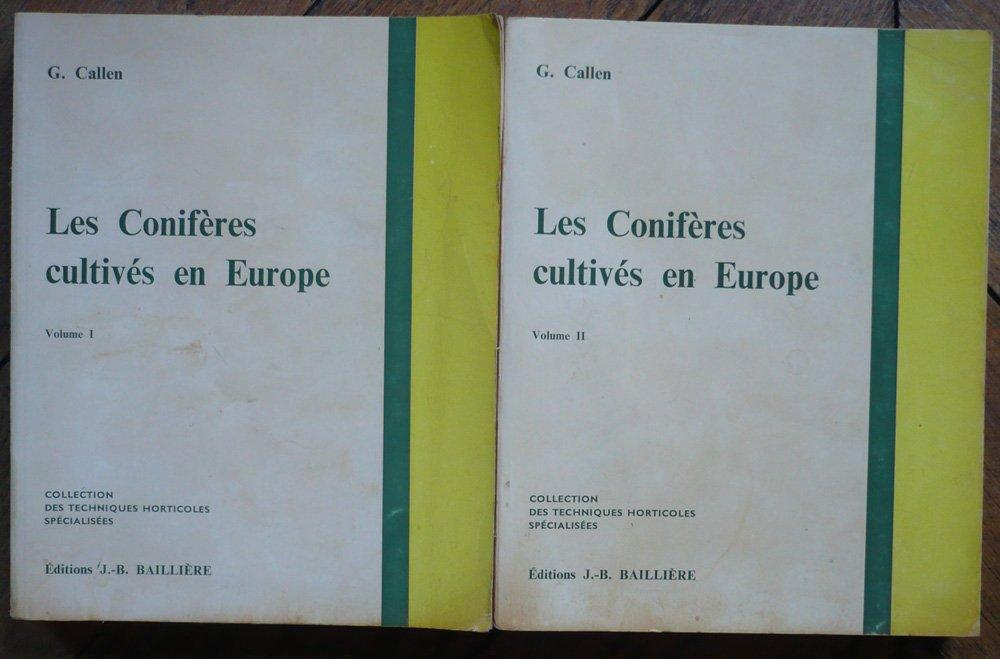 G. Callen
Les Conifères
cultivés en Europe
Volume I
COLLECTION
DES TECHNIQUES HORTICOLES
SPÉCIALISÉES
Éditions J.-B. BAILLIÈRE
G. Callen
Les Conifères
cultivés en Europe
Volume II
COLLECTION
DES TECHNIQUES HORTICOLES
SPÉCIALISÉES
Éditions J.-B. BAILLIÈRE